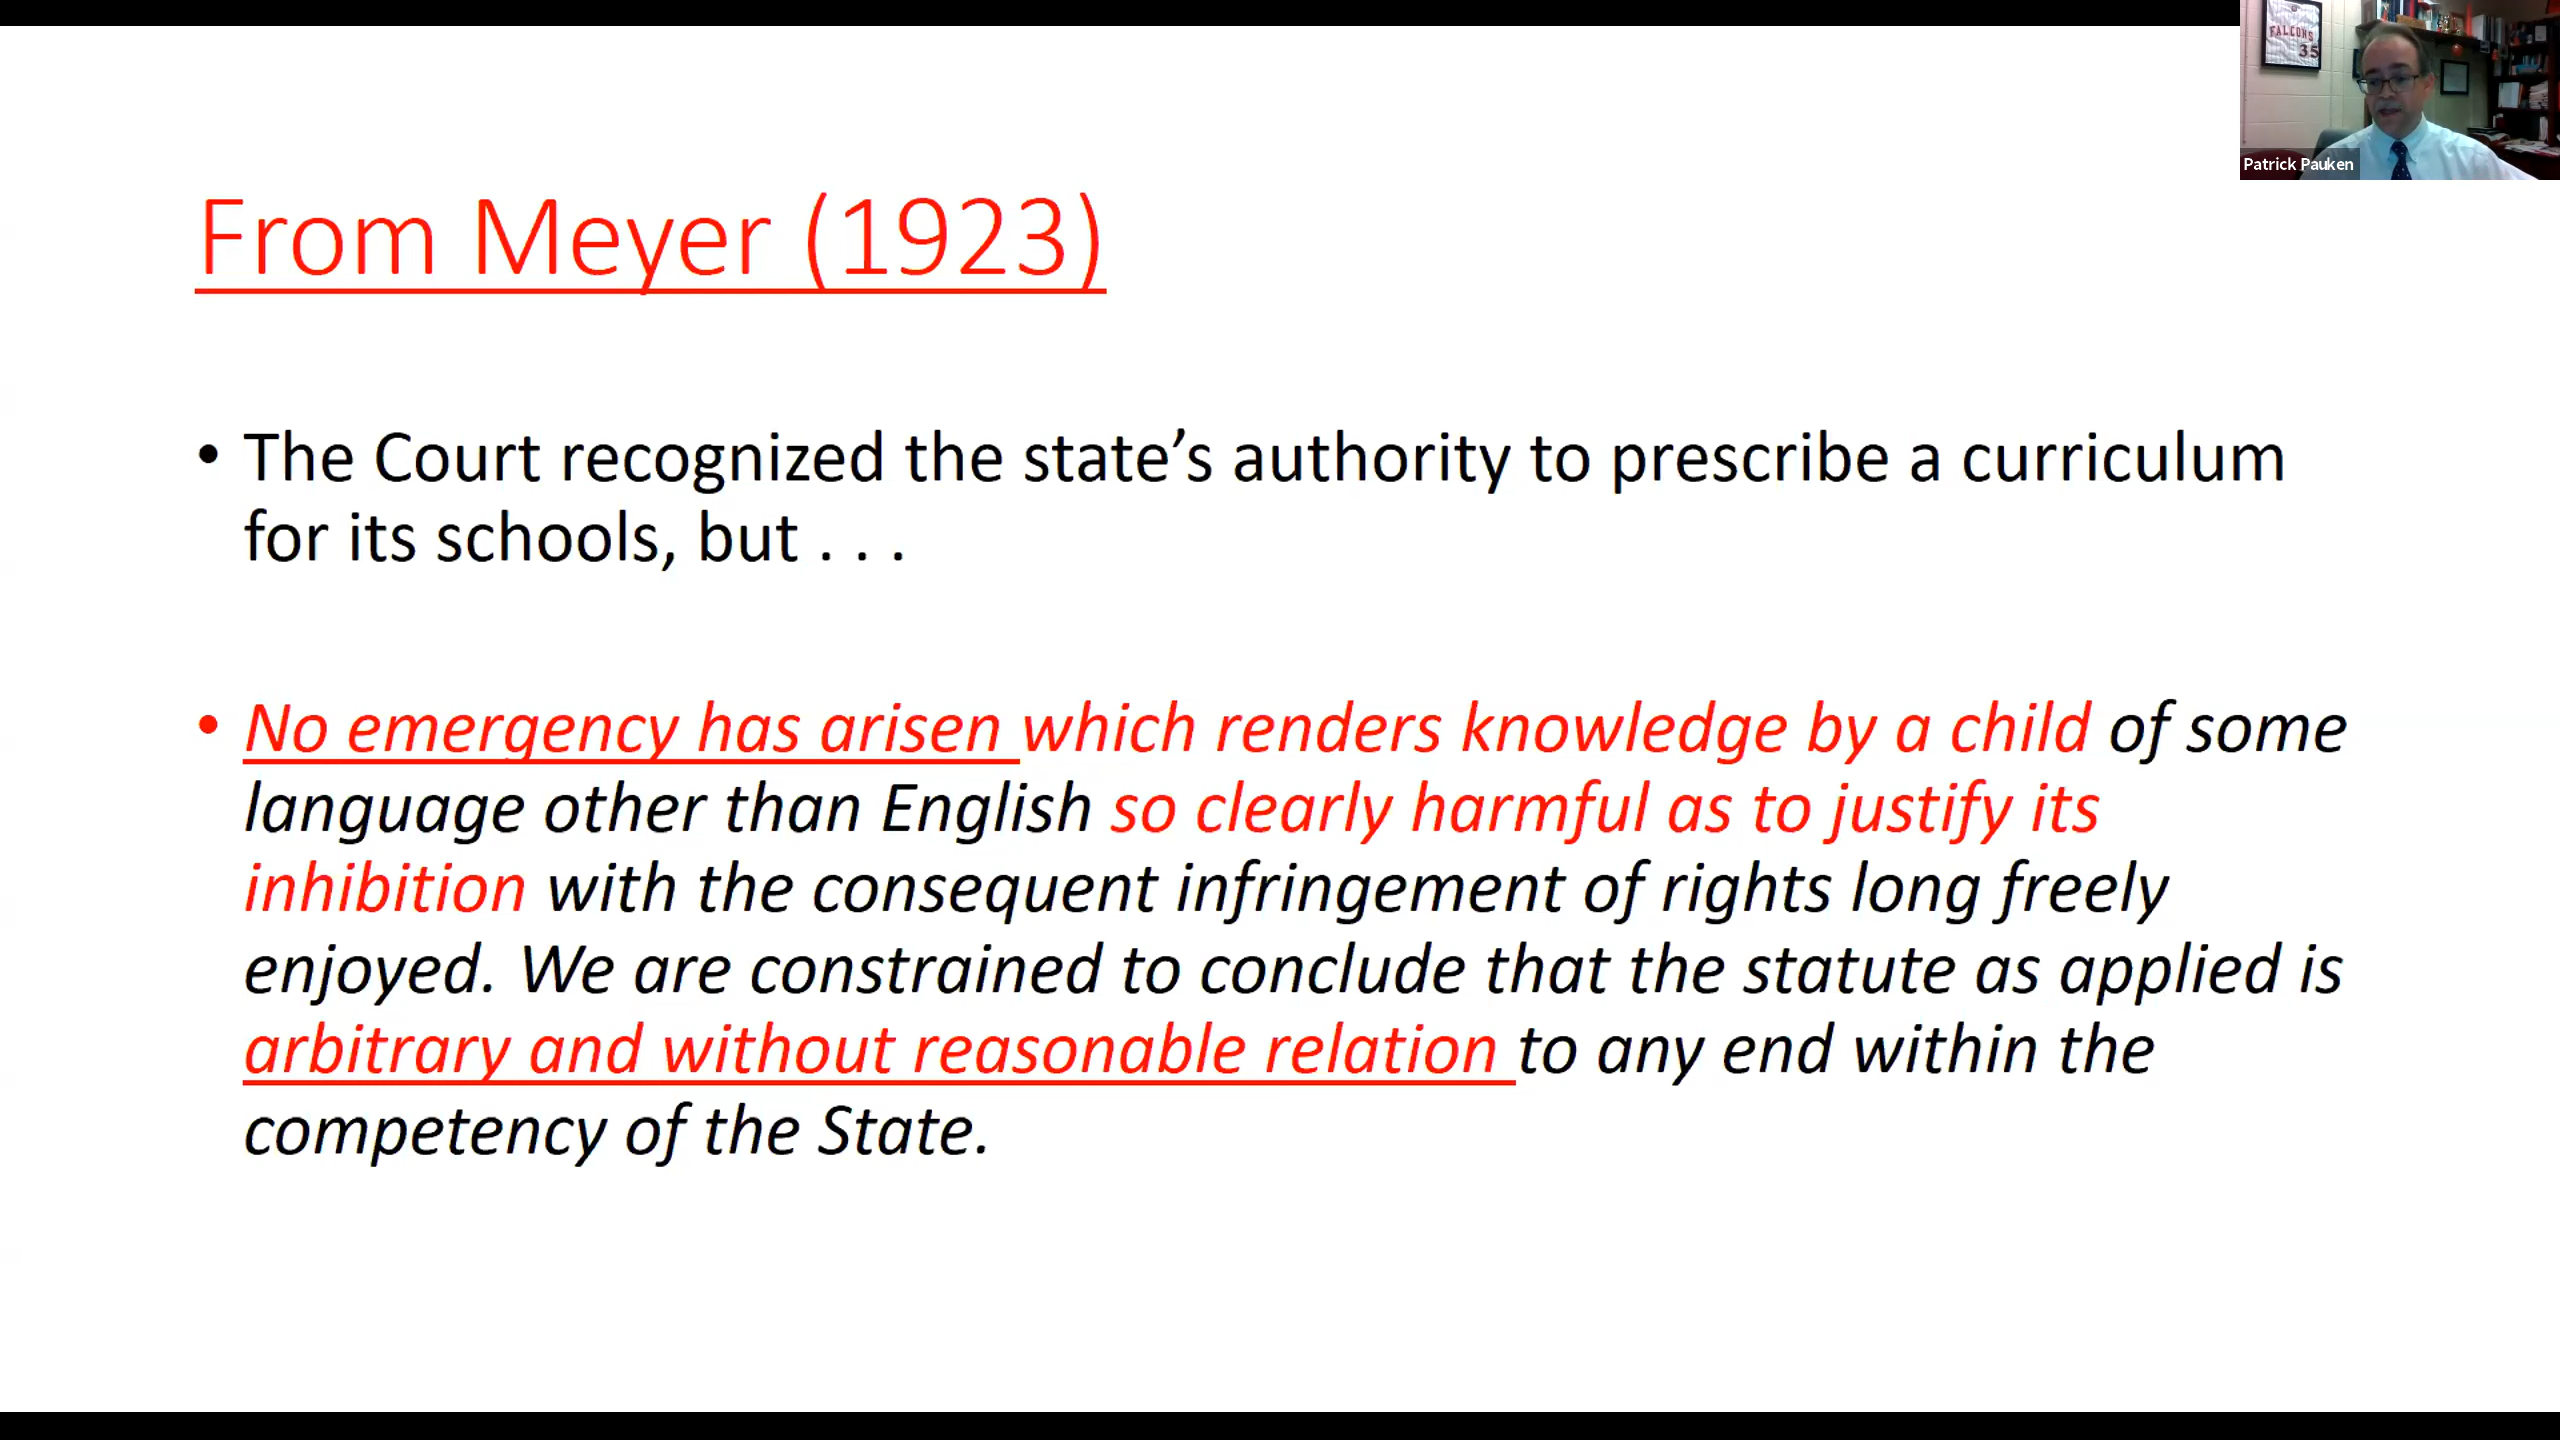 FALCONS
35
Patrick Pauken
From Meyer (1923)
• The Court recognized the state’s authority to prescribe a curriculum
for its schools, but . . .
• No emergency has arisen which renders knowledge by a child of some
language other than English so clearly harmful as to justify its
inhibition with the consequent infringement of rights long freely
enjoyed. We are constrained to conclude that the statute as applied is
arbitrary and without reasonable relation to any end within the
competency of the State.